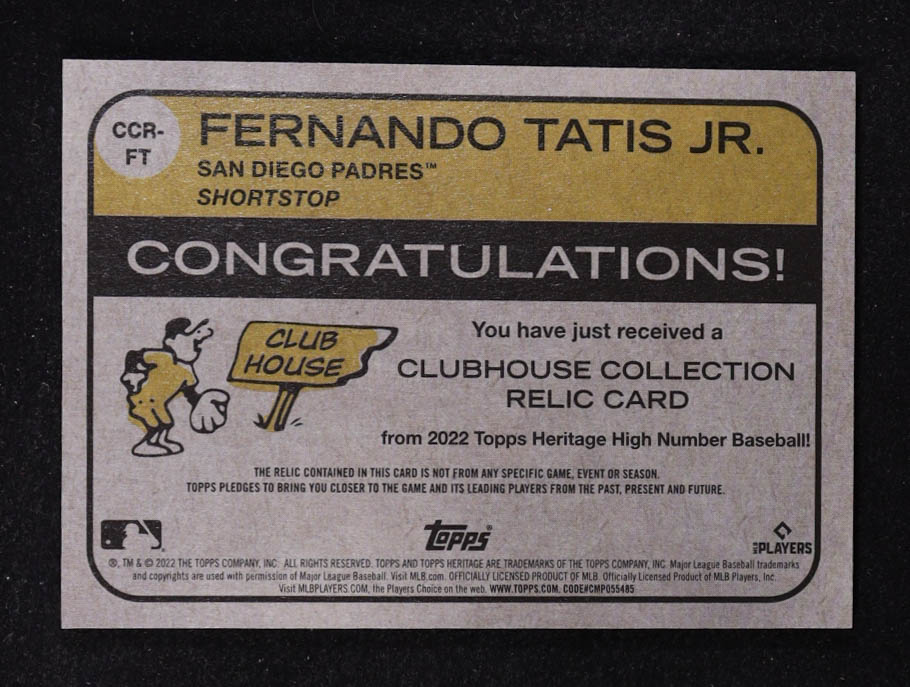 CCR-
FT
FERNANDO TATIS JR.
SAN DIEGO PADRES™
SHORTSTOP
CONGRATULATIONS!
CLUB
HOUSE
You have just received a
CLUBHOUSE COLLECTION
RELIC CARD
from 2022 Topps Heritage High Number Baseball!
THE RELIC CONTAINED IN THIS CARD IS NOT FROM ANY SPECIFIC GAME, EVENT OR SEASON.
TOPPS PLEDGES TO BRING YOU CLOSER TO THE GAME AND ITS LEADING PLAYERS FROM THE PAST, PRESENT AND FUTURE.
topps®
MLB PLAYERS
®, TM & © 2022 THE TOPPS COMPANY, INC. ALL RIGHTS RESERVED. TOPPS AND TOPPS HERITAGE ARE TRADEMARKS OF THE TOPPS COMPANY, INC. Major League Baseball trademarks
and copyrights are used with permission of Major League Baseball. Visit MLB.com. OFFICIALLY LICENSED PRODUCT OF MLB. Officially Licensed Product of MLB Players, Inc.
Visit MLBPLAYERS.COM, the Players Choice on the web. WWW.TOPPS.COM. CODE#CMP055485